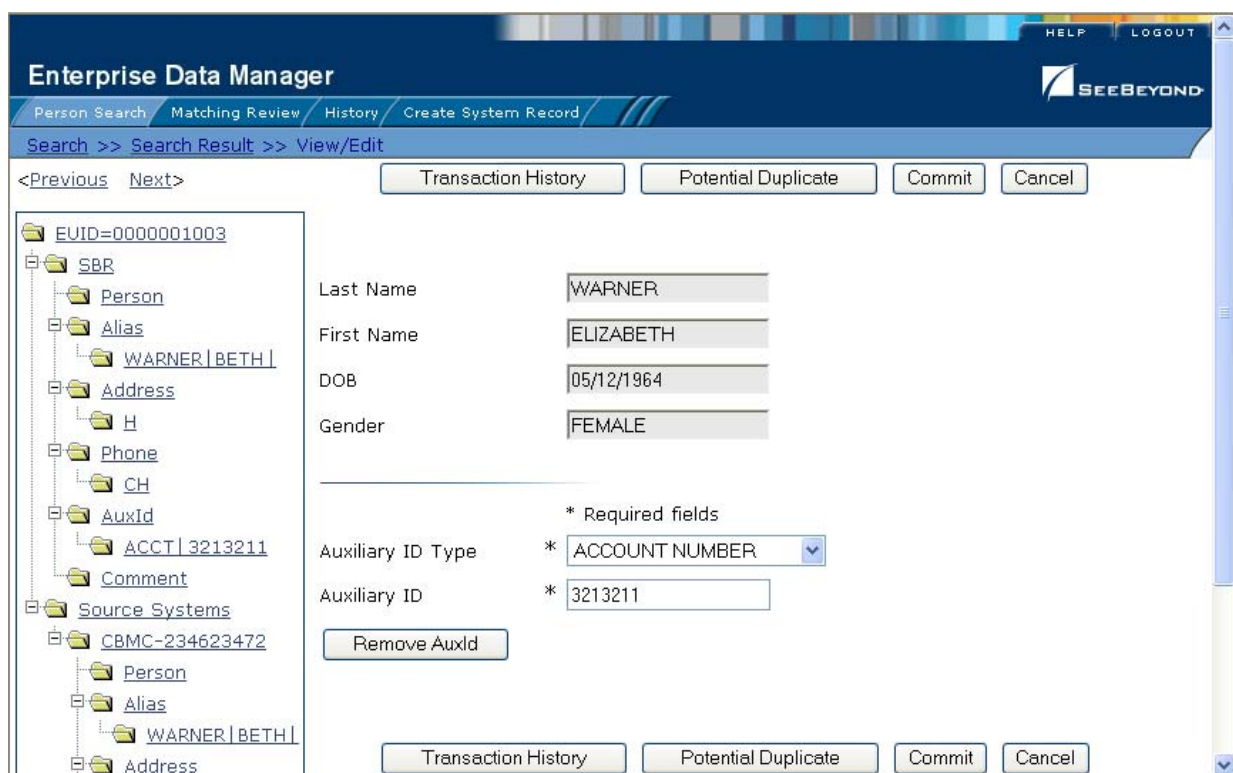 HELP LOGOUT
Enterprise Data Manager
SEEBEYOND
Person Search Matching Review History Create System Record
Search >> Search Result >> View/Edit
<Previous Next>
Transaction History Potential Duplicate Commit Cancel
EUID=0000001003
SBR
Person
Alias
WARNER|BETH|
Address
H
Phone
CH
AuxId
ACCT|3213211
Comment
Source Systems
CBMC-234623472
Person
Alias
WARNER|BETH|
Address
Last Name WARNER
First Name ELIZABETH
DOB 05/12/1964
Gender FEMALE
* Required fields
Auxiliary ID Type * ACCOUNT NUMBER
Auxiliary ID * 3213211
Remove AuxId
Transaction History Potential Duplicate Commit Cancel